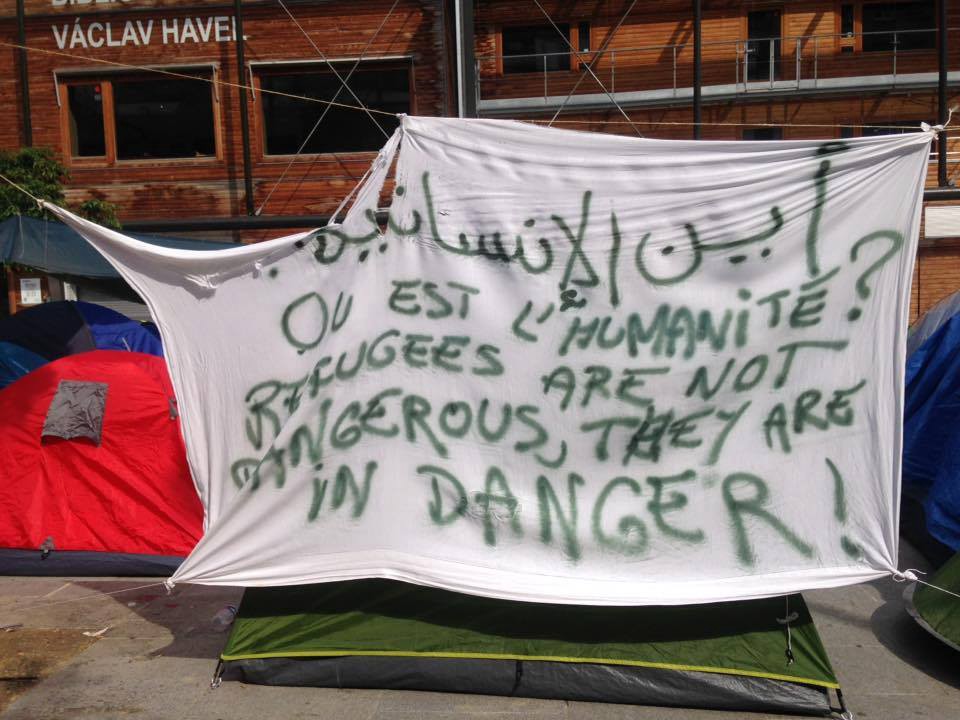 VÁCLAV HAVEL
أين الإنسانية
OU EST L'HUMANITÉ?
REFUGEES ARE NOT
DANGEROUS, THEY ARE
IN DANGER!